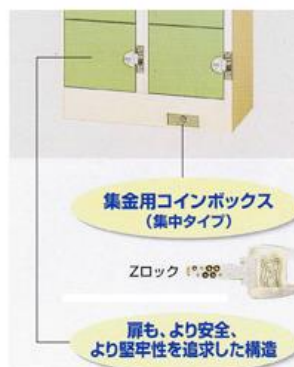 集金用コインボックス
(集中タイプ)
Zロック
扉も、より安全、
より堅牢性を追求した構造